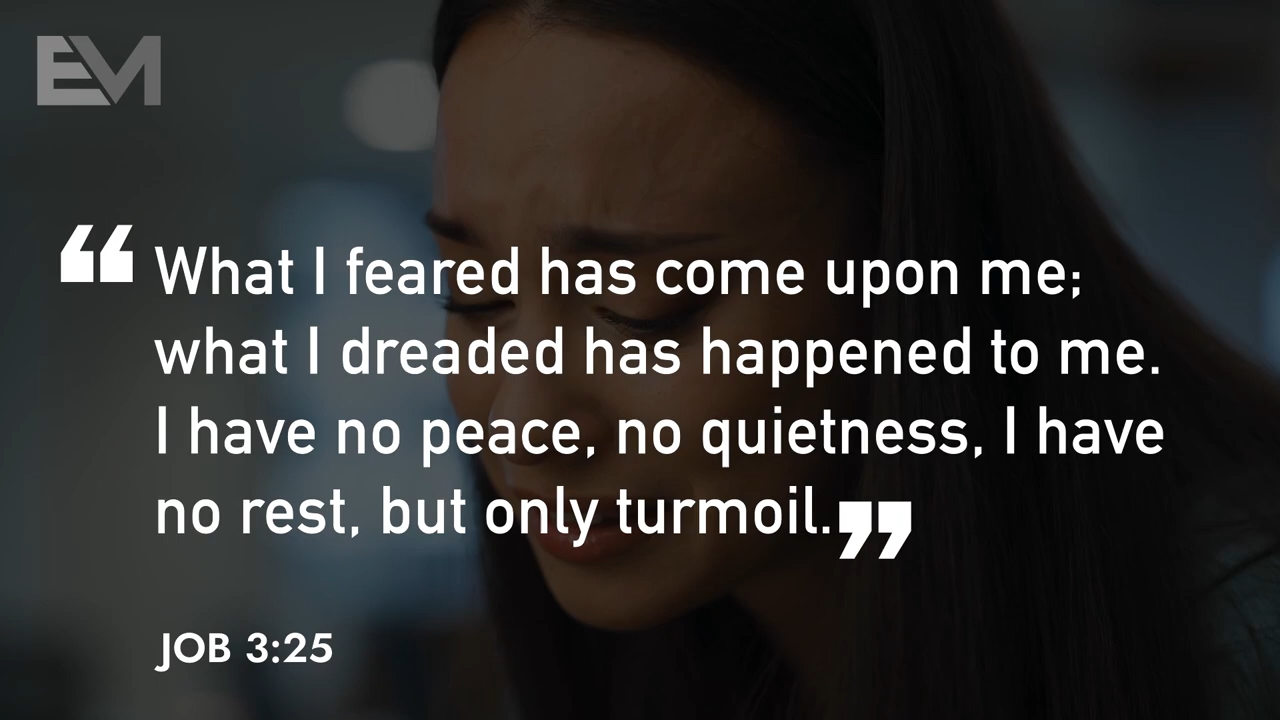 EM
“What I feared has come upon me;
what I dreaded has happened to me.
I have no peace, no quietness, I have
no rest, but only turmoil.”
JOB 3:25